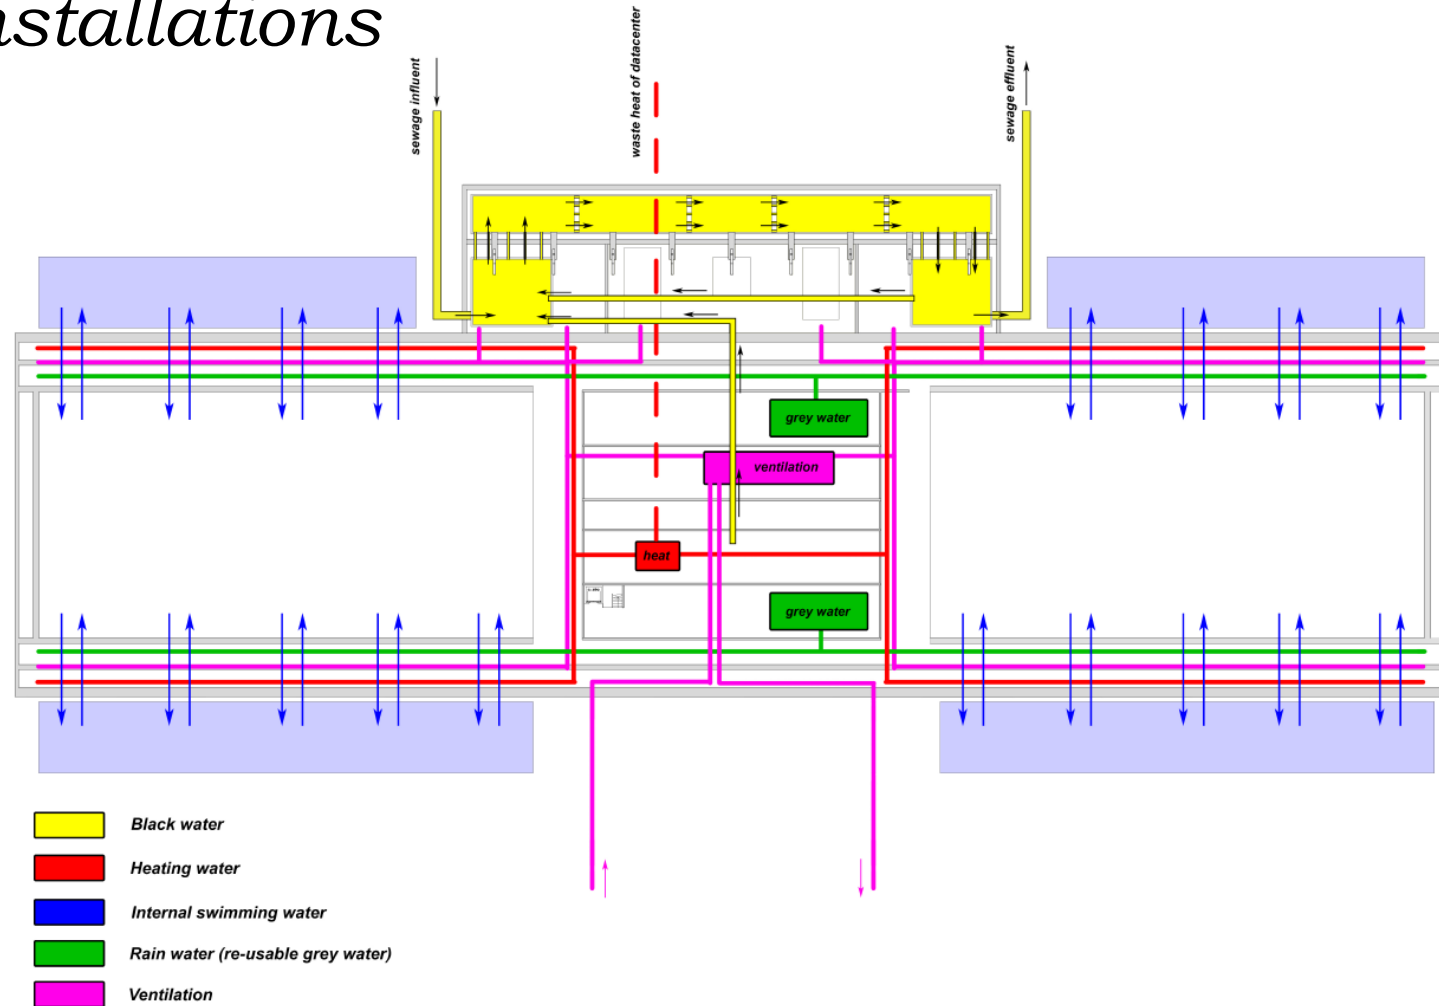 nstallations
sewage influent
waste heat of datacenter
sewage effluent
grey water
ventilation
heat
grey water
Black water
Heating water
Internal swimming water
Rain water (re-usable grey water)
Ventilation